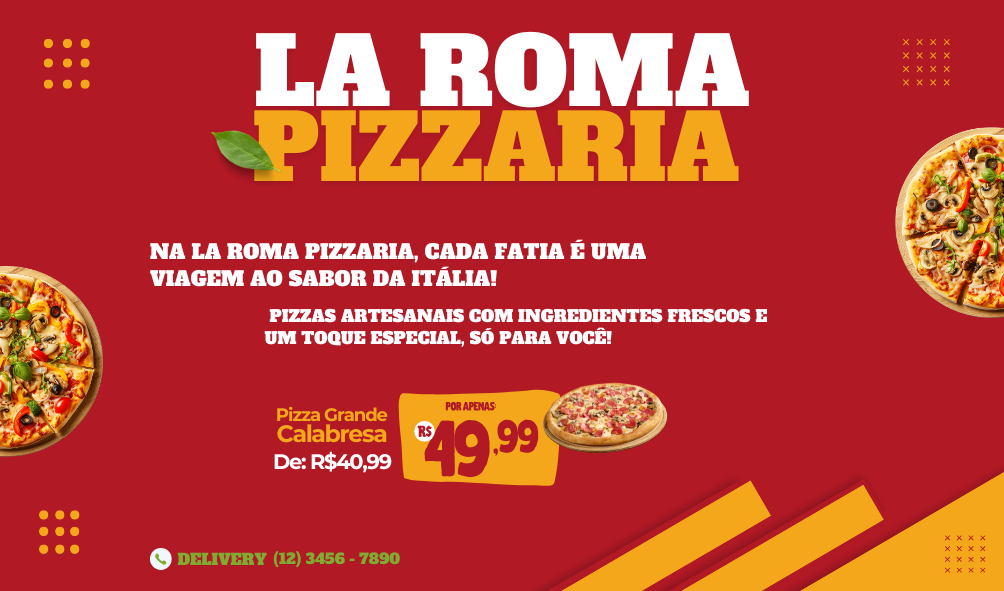 LA ROMA
PIZZARIA
NA LA ROMA PIZZARIA, CADA FATIA É UMA
VIAGEM AO SABOR DA ITÁLIA!
PIZZAS ARTESANAIS COM INGREDIENTES FRESCOS E
UM TOQUE ESPECIAL, SÓ PARA VOCÊ!
Pizza Grande
Calabresa
De: R$40,99
POR APENAS
R$ 49,99
DELIVERY (12) 3456 - 7890